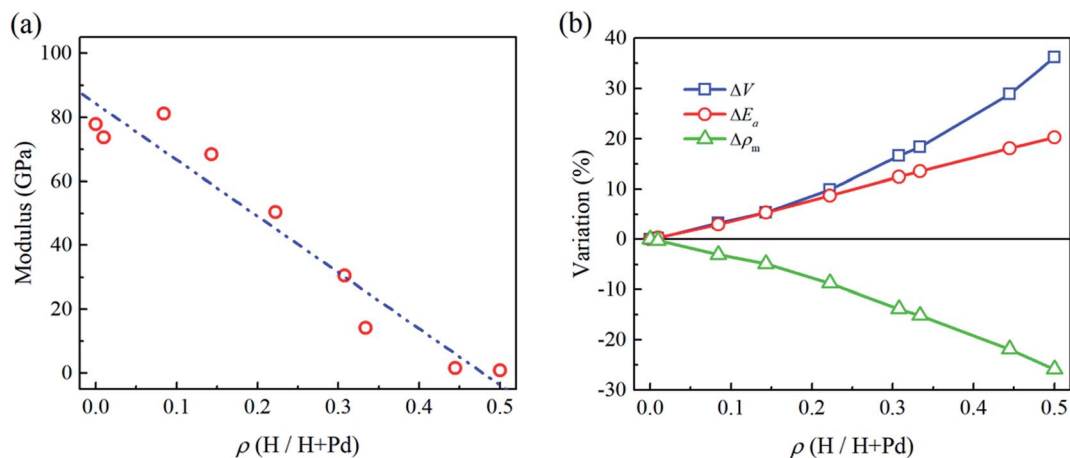 (a)
100
80
60
40
20
0
Modulus (GPa)
0.0 0.1 0.2 0.3 0.4 0.5
ρ (H / H+Pd)
(b)
40
30
20
10
0
-10
-20
-30
Variation (%)
ΔV
ΔEa
Δρm
0.0 0.1 0.2 0.3 0.4 0.5
ρ (H / H+Pd)